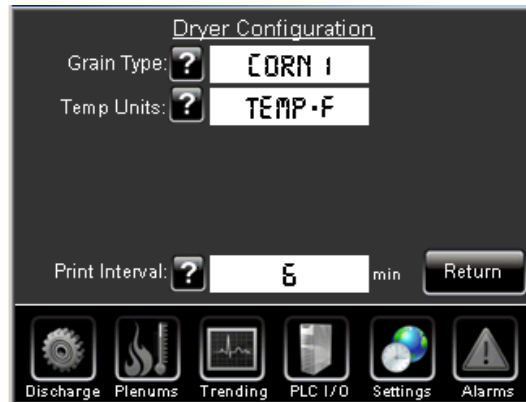 Dryer Configuration
Grain Type: ? CORN 1
Temp Units: ? TEMP-F
Print Interval: ? 6 min Return
Discharge Plenums Trending PLC I/O Settings Alarms